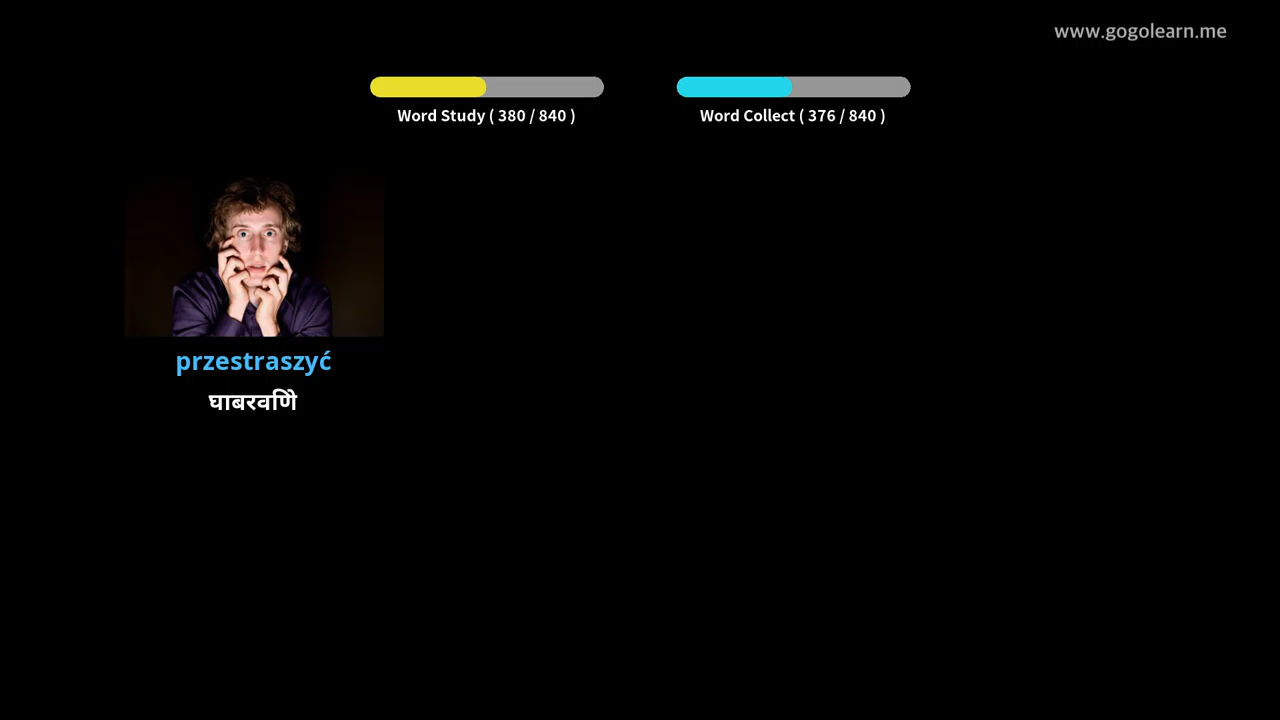 www.gogolearn.me
Word Study ( 380 / 840 )
Word Collect ( 376 / 840 )
przestraszyć
घाबरविणे